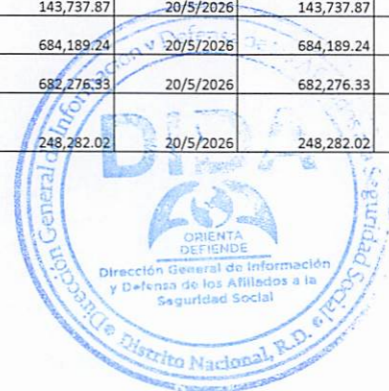 143,737.87 20/5/2026 143,737.87
684,189.24 20/5/2026 684,189.24
682,276.33 20/5/2026 682,276.33
248,282.02 20/5/2026 248,282.02
Dirección General de Información y Defensa de los Afiliados a la Seguridad Social
DIDA
ORIENTA
DEFIENDE
Dirección General de Información
y Defensa de los Afiliados a la
Seguridad Social
Distrito Nacional, R.D.